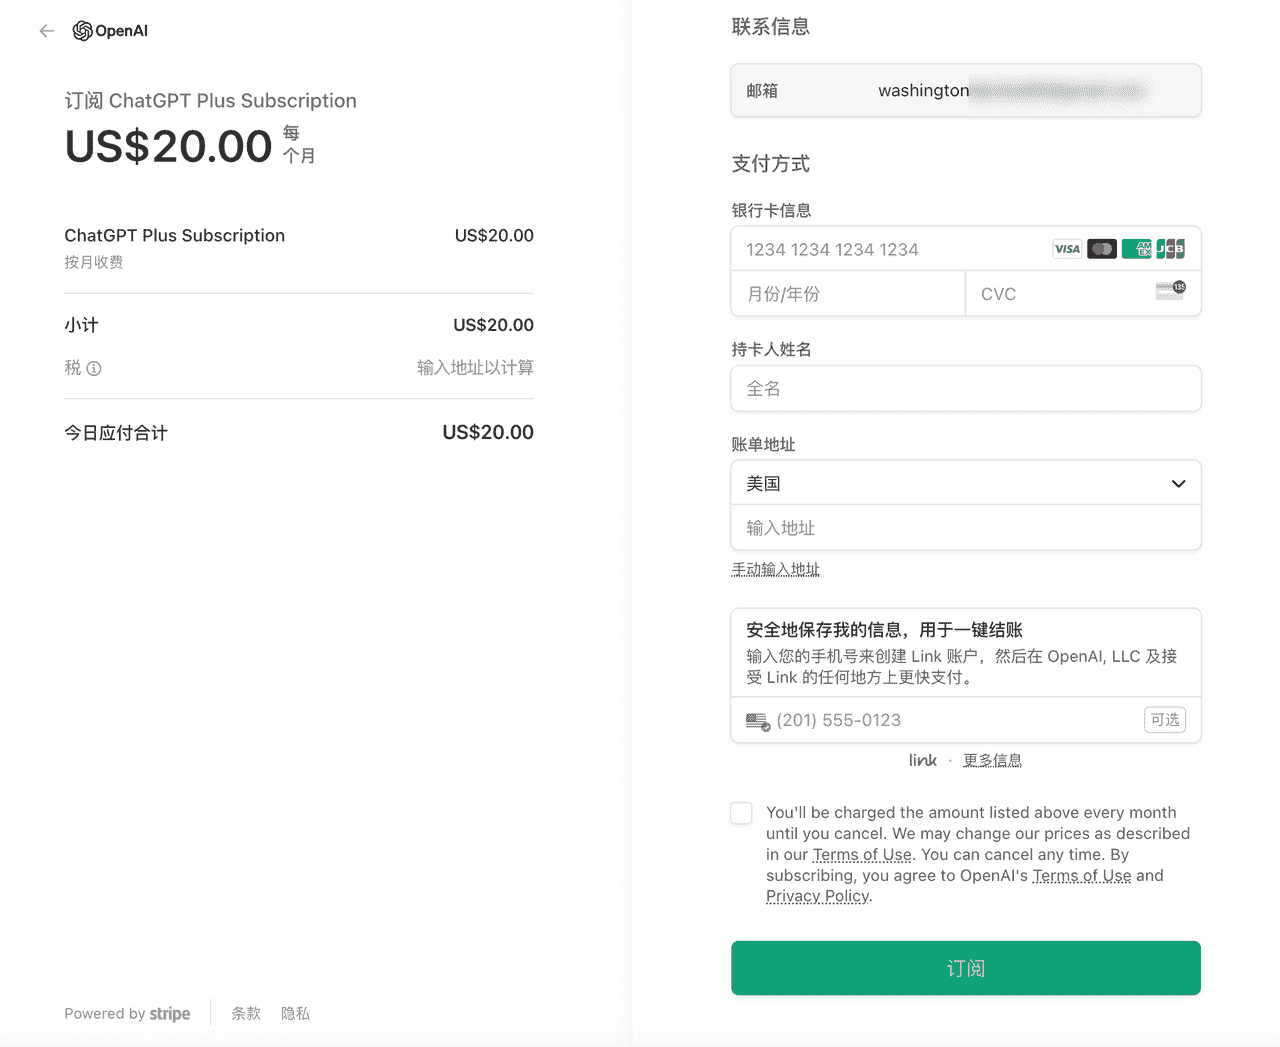 OpenAI
订阅 ChatGPT Plus Subscription
US$20.00 每
个月
ChatGPT Plus Subscription US$20.00
按月收费
小计 US$20.00
税 输入地址以计算
今日应付合计 US$20.00
Powered by stripe 条款 隐私
联系信息
邮箱 washington
支付方式
银行卡信息
1234 1234 1234 1234 VISA AM EX JCB
月份/年份 CVC 135
持卡人姓名
全名
账单地址
美国
输入地址
手动输入地址
安全地保存我的信息，用于一键结账
输入您的手机号来创建 Link 账户，然后在 OpenAI, LLC 及接
受 Link 的任何地方上更快支付。
(201) 555-0123 可选
link · 更多信息
You'll be charged the amount listed above every month
until you cancel. We may change our prices as described
in our Terms of Use. You can cancel any time. By
subscribing, you agree to OpenAI's Terms of Use and
Privacy Policy.
订阅